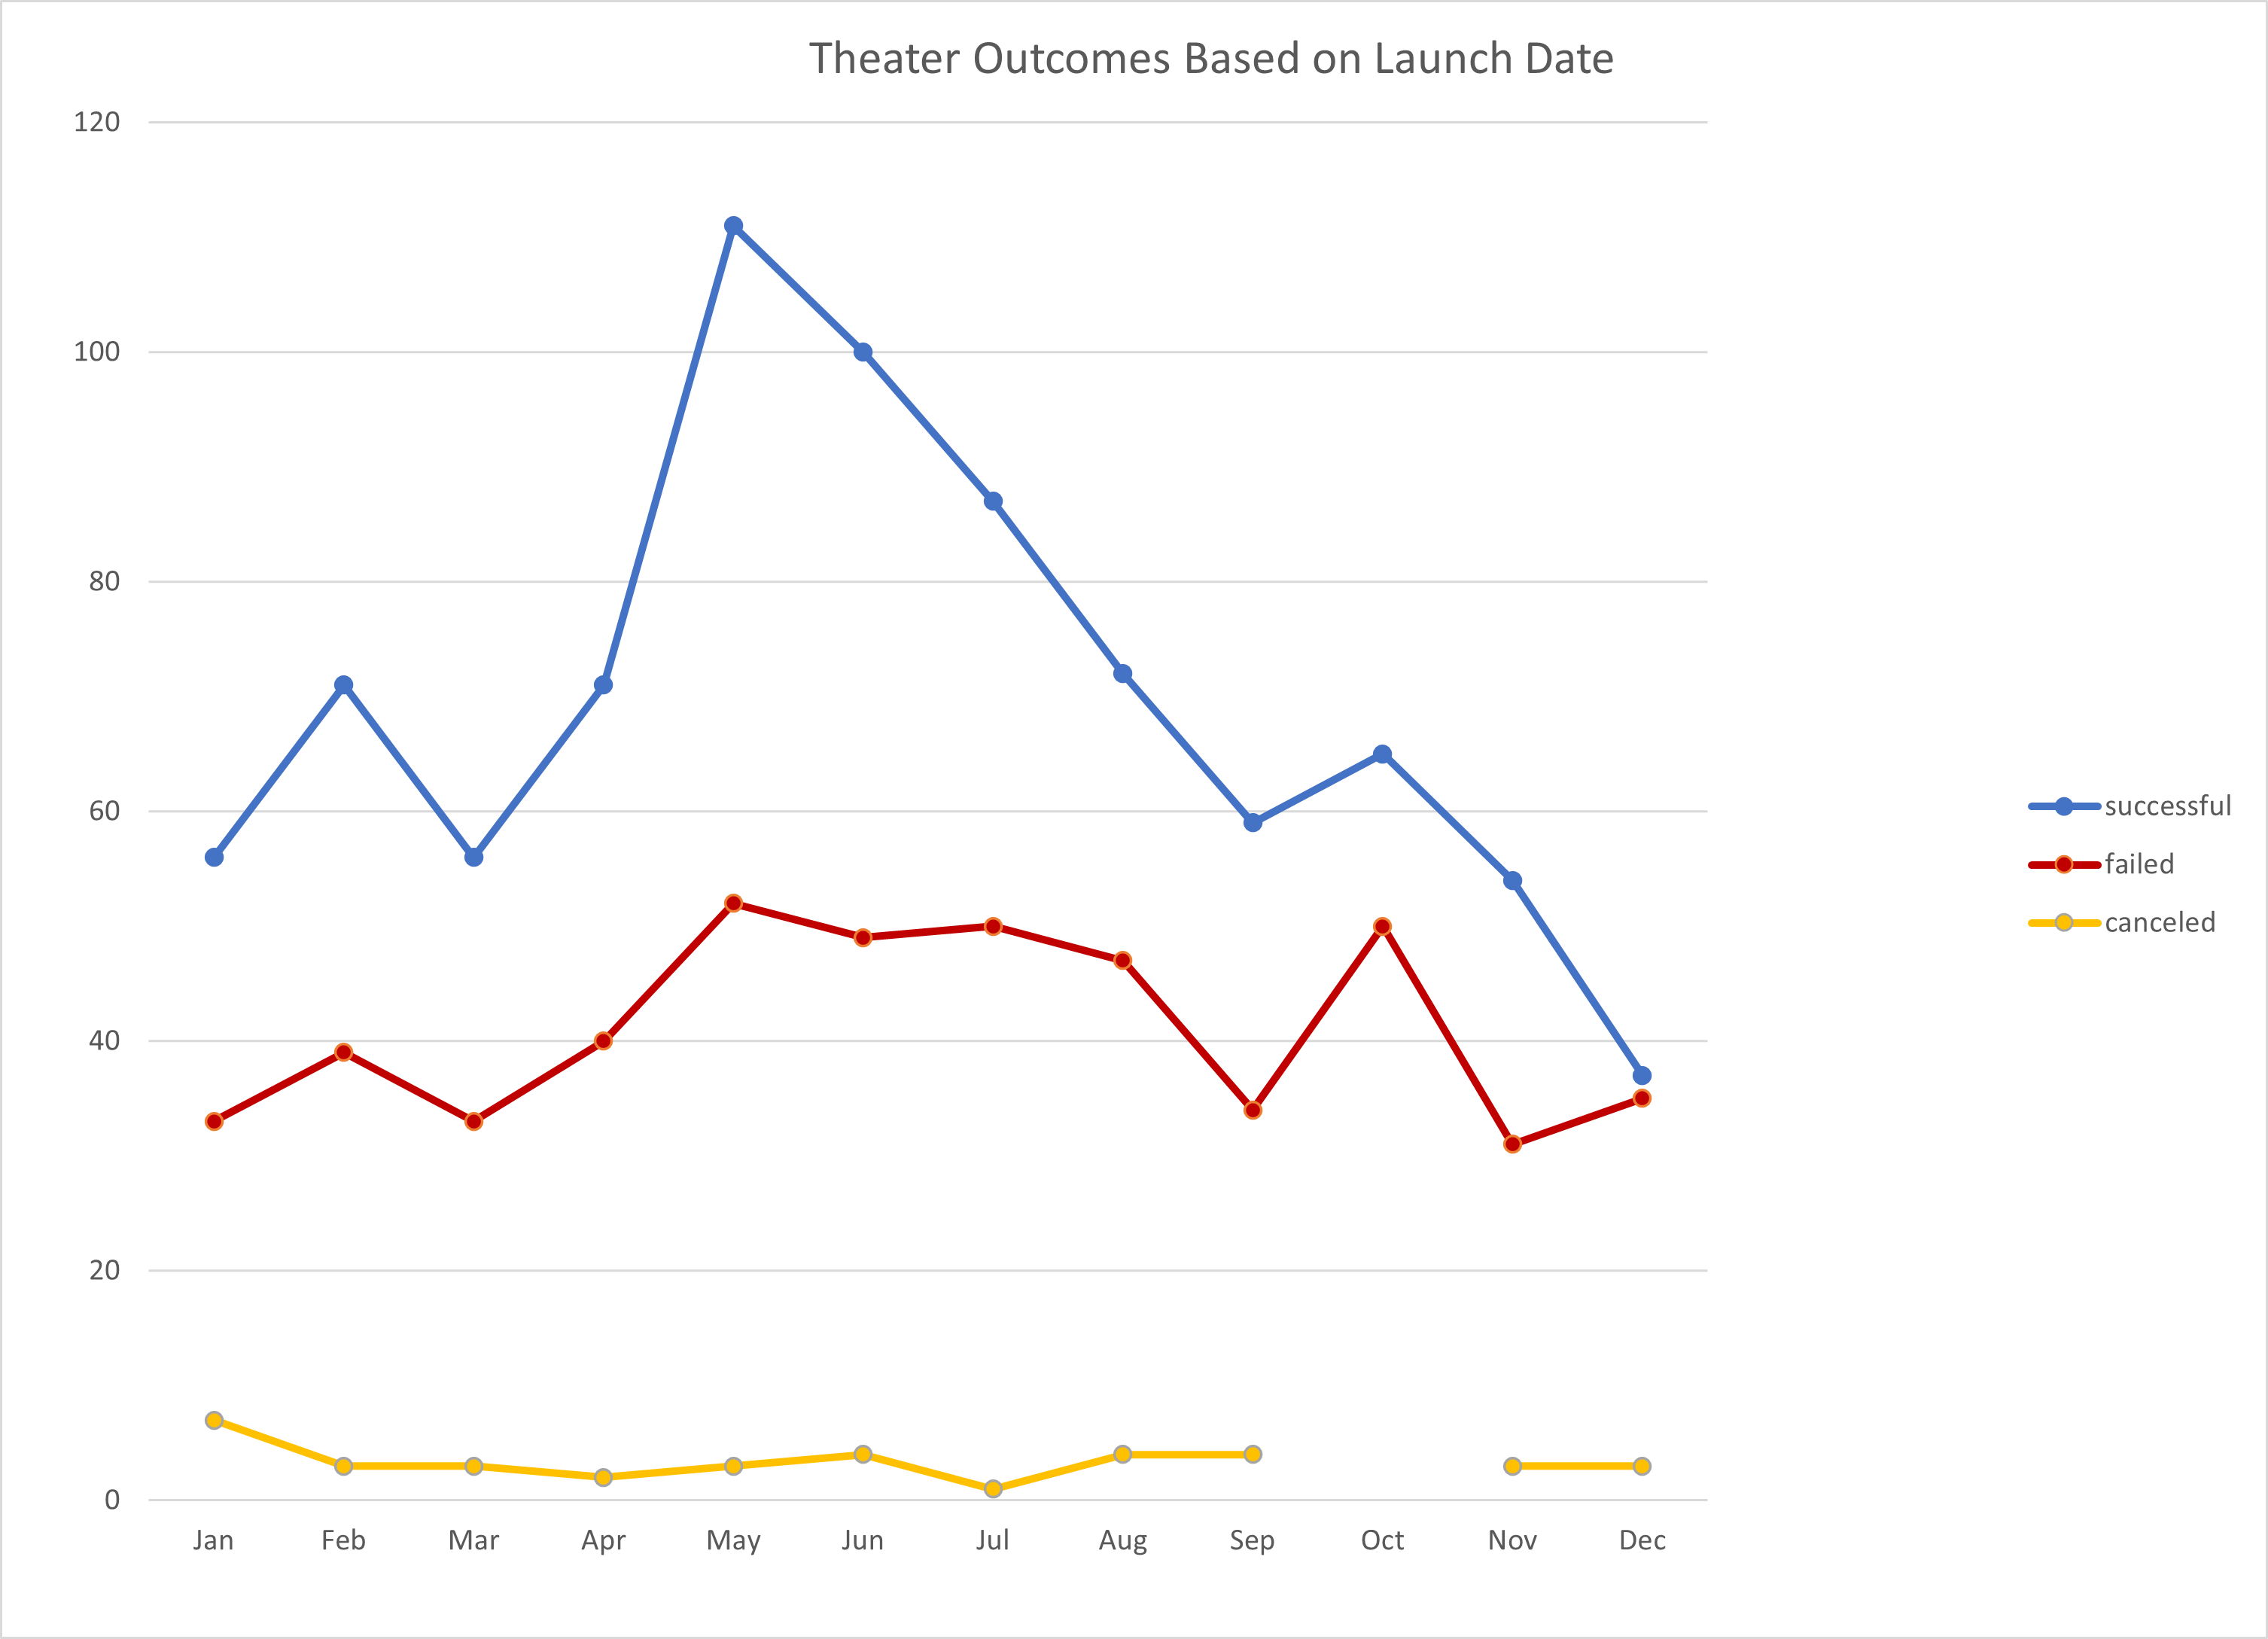 Theater Outcomes Based on Launch Date
120
100
80
60
40
20
0
Jan Feb Mar Apr May Jun Jul Aug Sep Oct Nov Dec
successful
failed
canceled